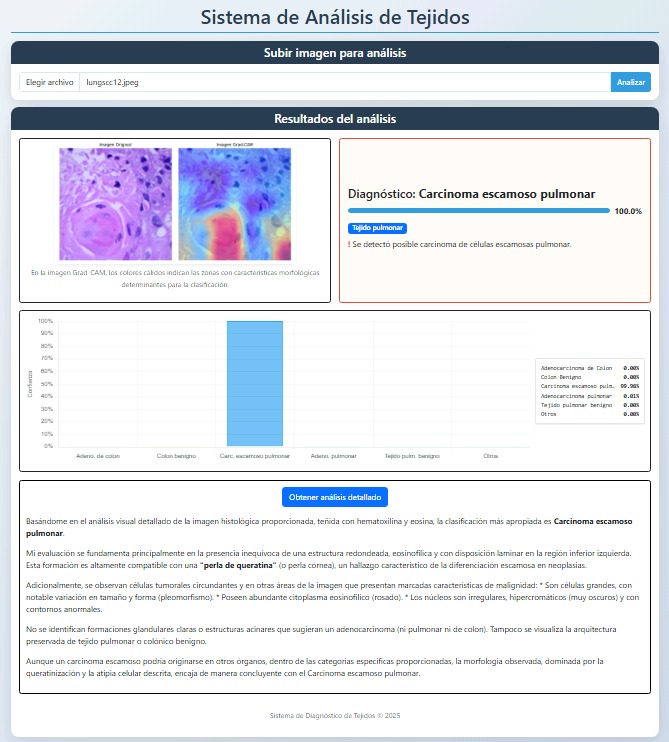 Sistema de Análisis de Tejidos
Subir imagen para análisis
Elegir archivo
lungscc12.jpeg
Analizar
Resultados del análisis
Imagen Original
Imagen Grad-CAM
En la imagen Grad-CAM, los colores cálidos indican las zonas con características morfológicas
determinantes para la clasificación.
Diagnóstico: Carcinoma escamoso pulmonar
100.0%
Tejido pulmonar
! Se detectó posible carcinoma de células escamosas pulmonar.
Confianza
100%
90%
80%
70%
60%
50%
40%
30%
20%
10%
0%
Adeno. de colon
Colon benigno
Carc. escamoso pulmonar
Adeno. pulmonar
Tejido pulm. benigno
Otros
Adenocarcinoma de Colon 0.00%
Colon Benigno 0.00%
Carcinoma escamoso pulm… 99.98%
Adenocarcinoma pulmonar 0.01%
Tejido pulmonar benigno 0.00%
Otros 0.00%
Obtener análisis detallado
Basándome en el análisis visual detallado de la imagen histológica proporcionada, teñida con hematoxilina y eosina, la clasificación más apropiada es Carcinoma escamoso
pulmonar.
Mi evaluación se fundamenta principalmente en la presencia inequívoca de una estructura redondeada, eosinofílica y con disposición laminar en la región inferior izquierda.
Esta formación es altamente compatible con una "perla de queratina" (o perla córnea), un hallazgo característico de la diferenciación escamosa en neoplasias.
Adicionalmente, se observan células tumorales circundantes y en otras áreas de la imagen que presentan marcadas características de malignidad: * Son células grandes, con
notable variación en tamaño y forma (pleomorfismo). * Poseen abundante citoplasma eosinofílico (rosado). * Los núcleos son irregulares, hipercromáticos (muy oscuros) y con
contornos anormales.
No se identifican formaciones glandulares claras o estructuras acinares que sugieran un adenocarcinoma (ni pulmonar ni de colon). Tampoco se visualiza la arquitectura
preservada de tejido pulmonar o colónico benigno.
Aunque un carcinoma escamoso podría originarse en otros órganos, dentro de las categorías específicas proporcionadas, la morfología observada, dominada por la
queratinización y la atipia celular descrita, encaja de manera concluyente con el Carcinoma escamoso pulmonar.
Sistema de Diagnóstico de Tejidos © 2025